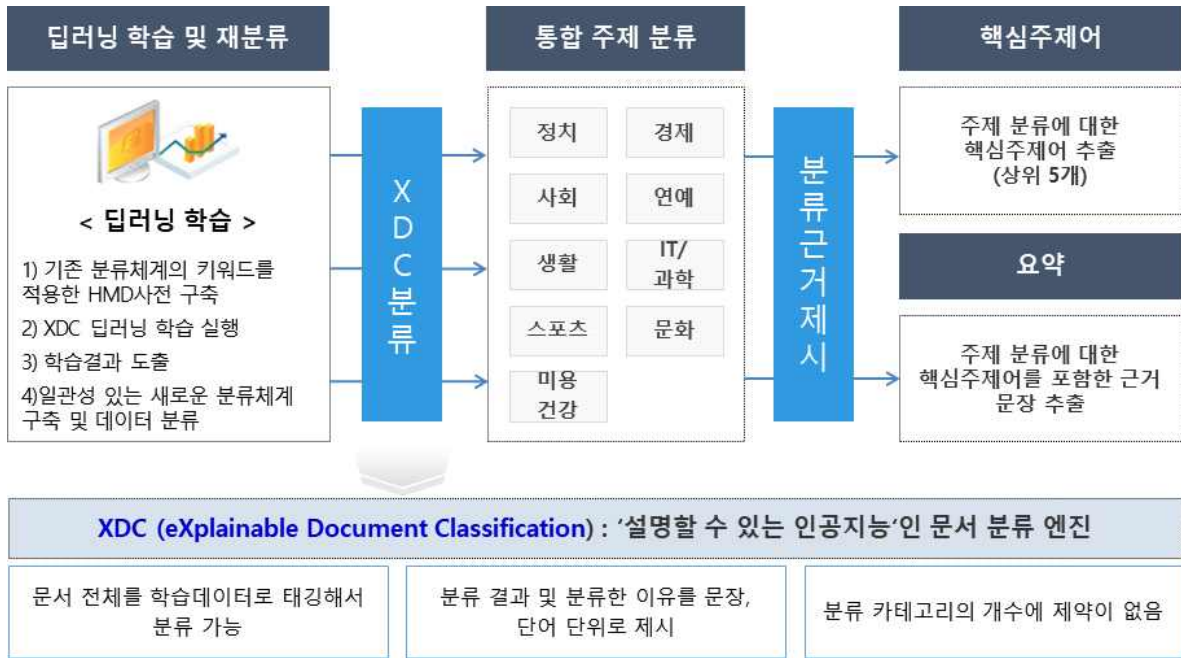 딥러닝 학습 및 재분류
< 딥러닝 학습 >
1) 기존 분류체계의 키워드를
적용한 HMD사전 구축
2) XDC 딥러닝 학습 실행
3) 학습결과 도출
4)일관성 있는 새로운 분류체계
구축 및 데이터 분류
XDC분류
통합 주제 분류
정치
경제
사회
연예
생활
IT/
과학
스포츠
문화
미용
건강
분류근거제시
핵심주제어
주제 분류에 대한
핵심주제어 추출
(상위 5개)
요약
주제 분류에 대한
핵심주제어를 포함한 근거
문장 추출
XDC (eXplainable Document Classification) : '설명할 수 있는 인공지능'인 문서 분류 엔진
문서 전체를 학습데이터로 태깅해서
분류 가능
분류 결과 및 분류한 이유를 문장,
단어 단위로 제시
분류 카테고리의 개수에 제약이 없음